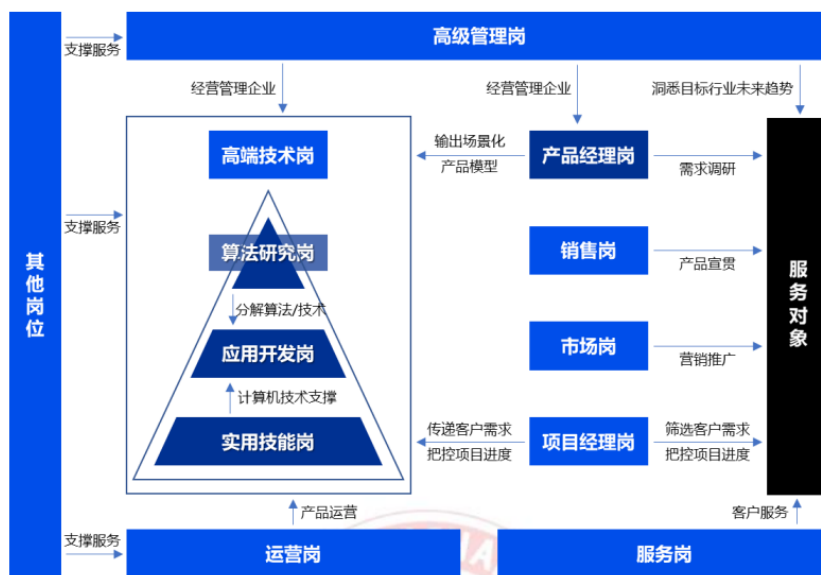 高级管理岗
支撑服务
经营管理企业
经营管理企业
洞悉目标行业未来趋势
高端技术岗
输出场景化
产品模型
产品经理岗
需求调研
支撑服务
算法研究岗
销售岗
产品宣贯
其他岗位
服务对象
分解算法/技术
应用开发岗
市场岗
营销推广
计算机技术支撑
实用技能岗
传递客户需求
把控项目进度
项目经理岗
筛选客户需求
把控项目进度
产品运营
客户服务
支撑服务
运营岗
服务岗